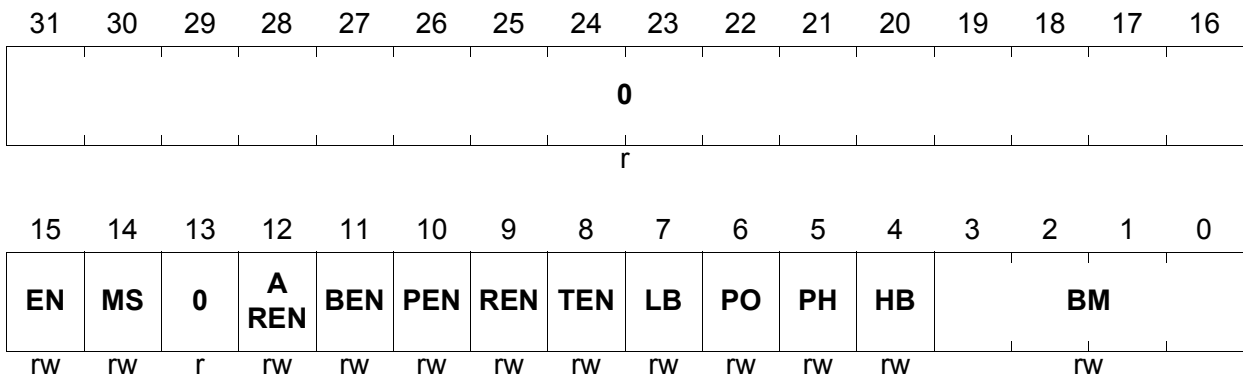 31 30 29 28 27 26 25 24 23 22 21 20 19 18 17 16
0
r
15 14 13 12 11 10 9 8 7 6 5 4 3 2 1 0
EN MS 0 A REN BEN PEN REN TEN LB PO PH HB BM
rw rw r rw rw rw rw rw rw rw rw rw rw